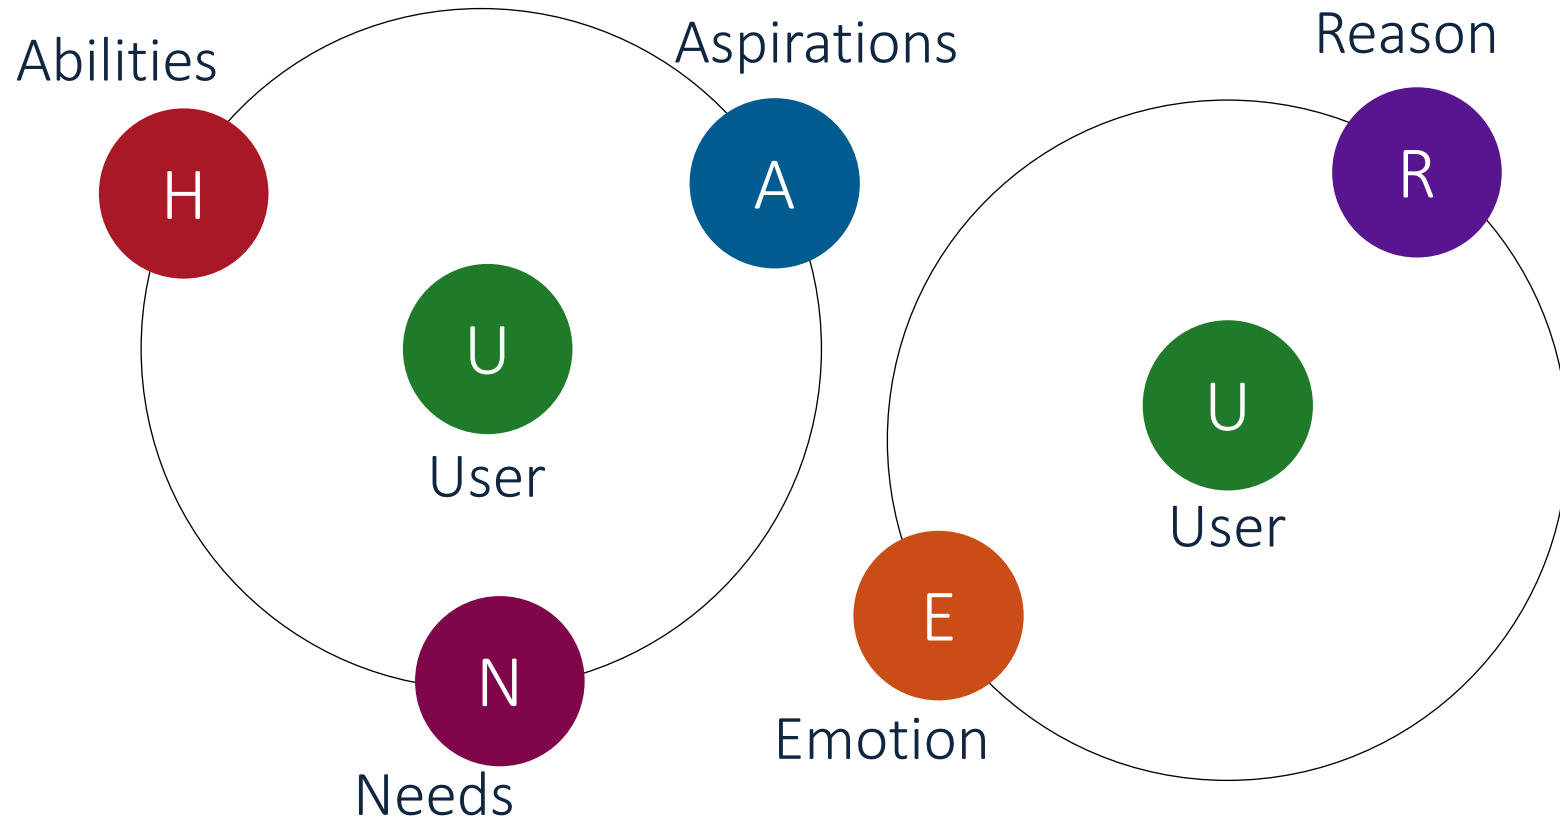 Abilities
H
Aspirations
A
U
User
N
Needs
Reason
R
U
User
E
Emotion